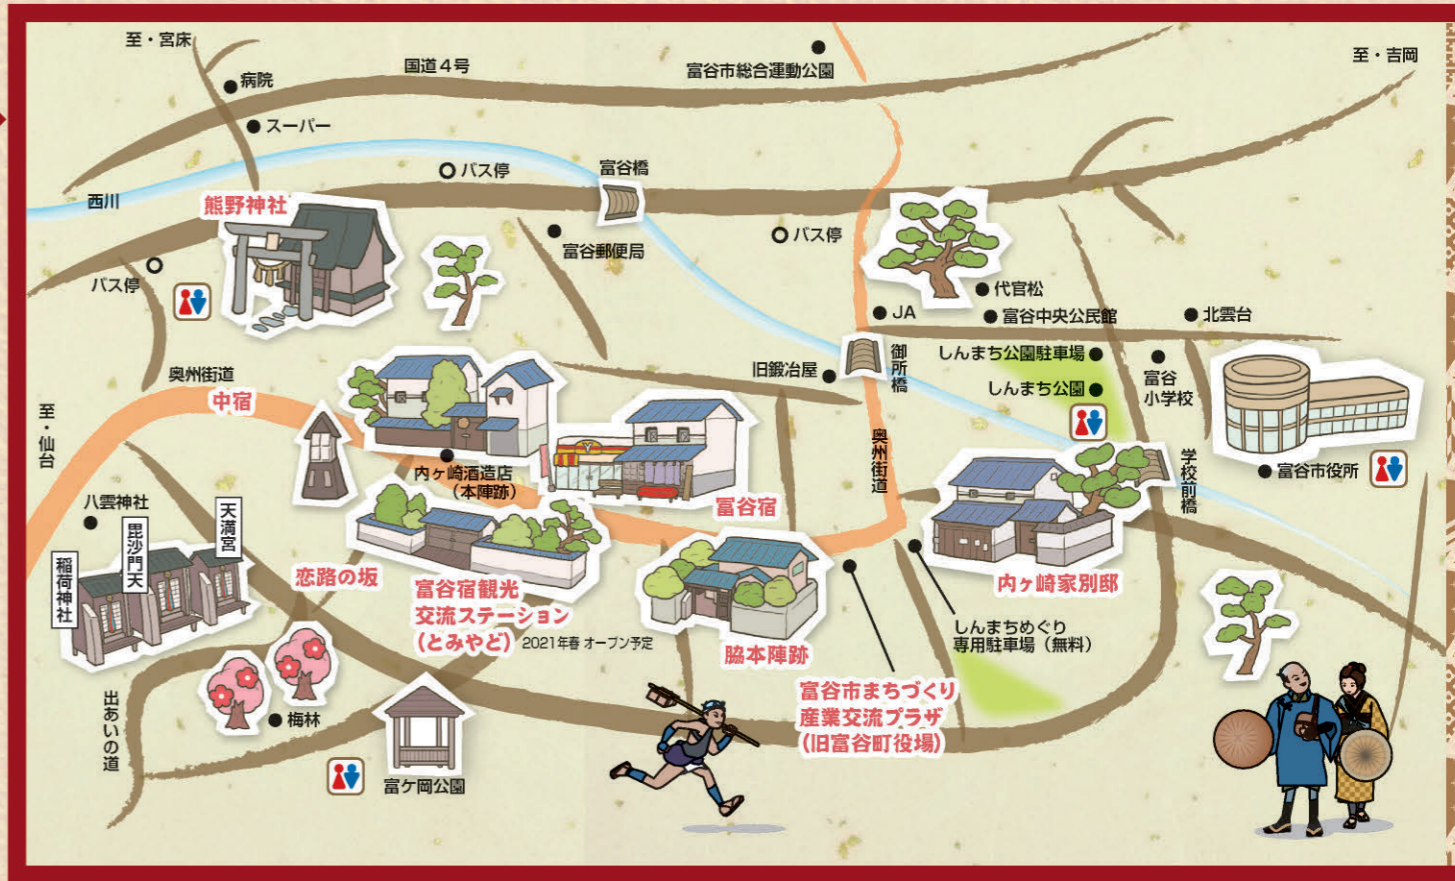 至・宮床
国道4号
富谷市総合運動公園
至・吉岡
病院
スーパー
バス停
富谷橋
西川
熊野神社
富谷郵便局
バス停
バス停
代官松
JA
富谷中央公民館
北雲台
旧鍛冶屋
御所橋
しんまち公園駐車場
しんまち公園
富谷
小学校
奥州街道
中宿
至・仙台
内ヶ崎酒造店
(本陣跡)
富谷宿
奥州街道
学校前橋
富谷市役所
八雲神社
天満宮
毘沙門天
稲荷神社
恋路の坂
富谷宿観光
交流ステーション
(とみやど) 2021年春 オープン予定
脇本陣跡
内ヶ崎家別邸
しんまちめぐり
専用駐車場(無料)
富谷市まちづくり
産業交流プラザ
(旧富谷町役場)
出あいの道
梅林
富ケ岡公園